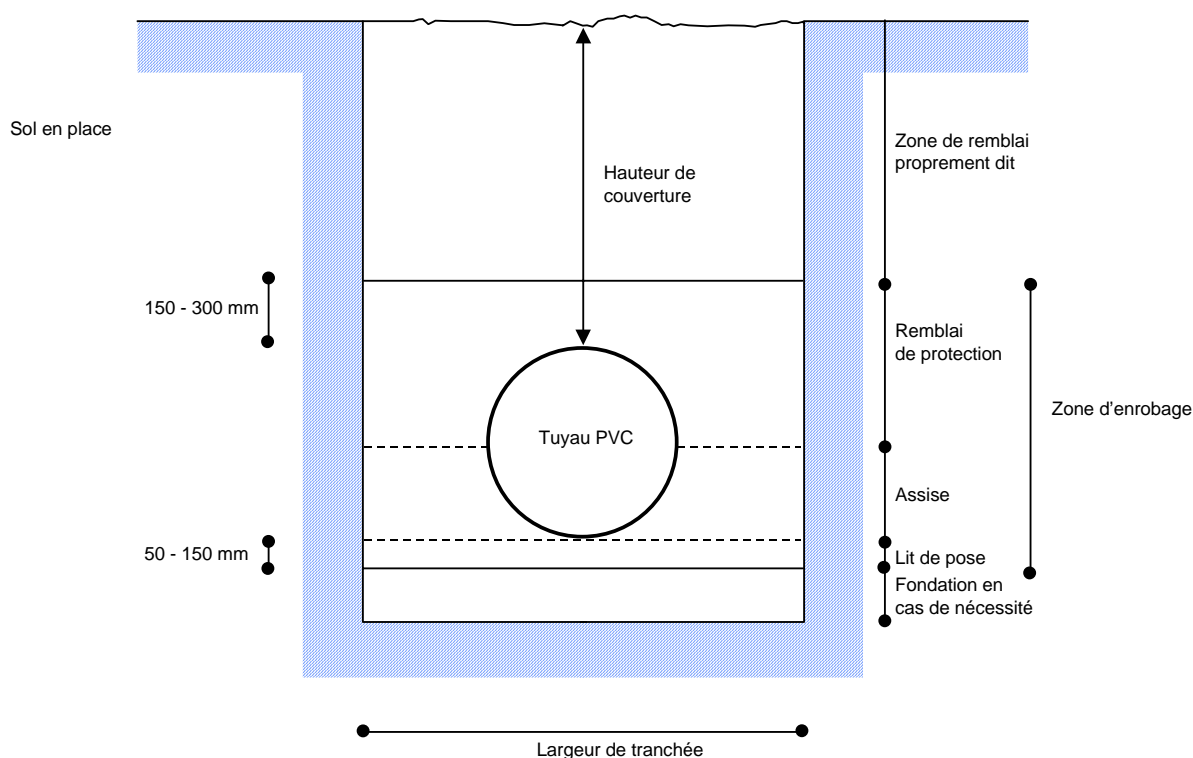 Sol en place
Zone de remblai
proprement dit
Hauteur de
couverture
150 - 300 mm
Remblai
de protection
Zone d'enrobage
Tuyau PVC
Assise
50 - 150 mm
Lit de pose
Fondation en
cas de nécessité
Largeur de tranchée